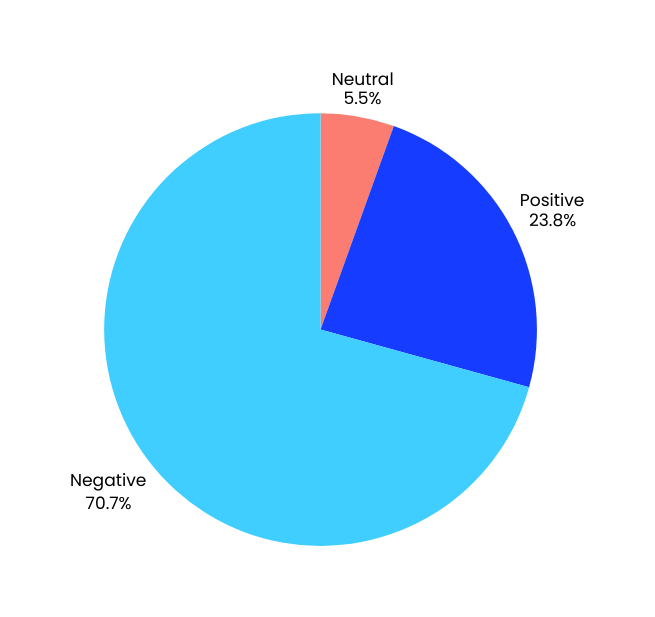 Neutral
5.5%
Positive
23.8%
Negative
70.7%